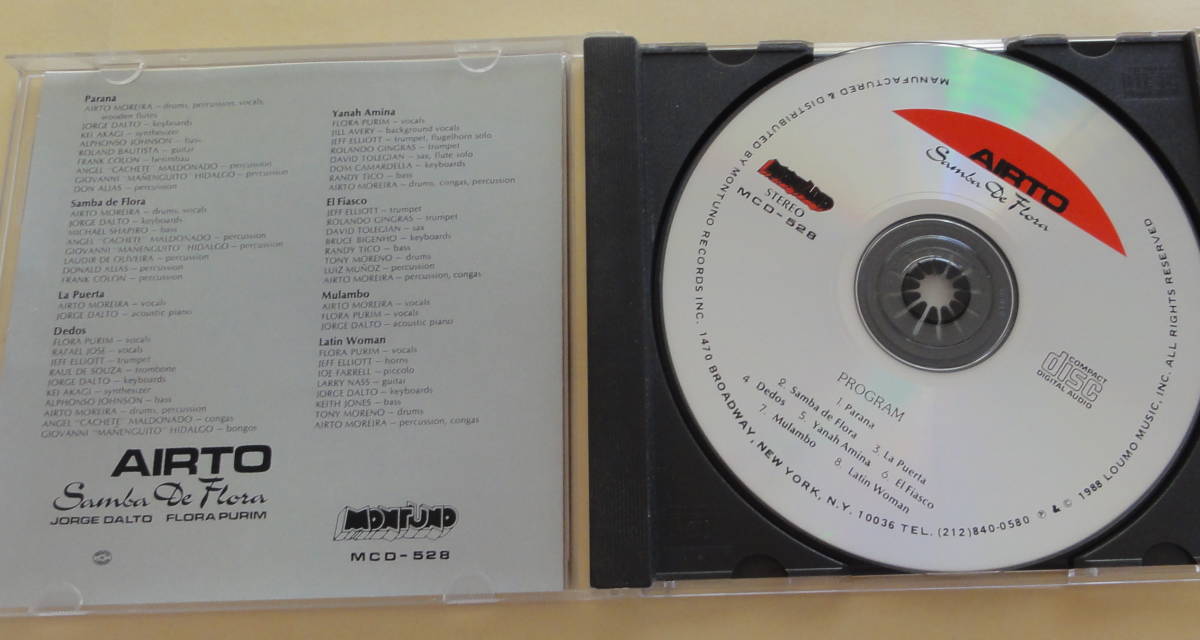 Parana
AIRTO MOREIRA — drums, percussion, vocals,
wooden flutes
JORGE DALTO — keyboards
KEI AKAGI — synthesizer
ALPHONSO JOHNSON — bass
ROLAND BAUTISTA — guitar
FRANK COLON — berimbau
ANGEL "CACHETE" MALDONADO — percussion
GIOVANNI "MAÑENGUITO" HIDALGO — percussion
DON ALIAS — percussion
Samba de Flora
AIRTO MOREIRA — drums, vocals
JORGE DALTO — keyboards
MICHAEL SHAPIRO — bass
ANGEL "CACHETE" MALDONADO — percussion
GIOVANNI "MAÑENGUITO" HIDALGO — percussion
LAUDIR DE OLIVEIRA — percussion
DONALD ALIAS — percussion
FRANK COLON — percussion
La Puerta
AIRTO MOREIRA — vocals
JORGE DALTO — acoustic piano
Dedos
FLORA PURIM — vocals
RAFAEL JOSE — vocals
JEFF ELLIOTT — trumpet
RAUL DE SOUZA — trombone
JORGE DALTO — keyboards
KEI AKAGI — synthesizer
ALPHONSO JOHNSON — bass
AIRTO MOREIRA — drums, percussion
ANGEL "CACHETE" MALDONADO — congas
GIOVANNI "MAÑENGUITO" HIDALGO — bongos
Yanah Amina
FLORA PURIM — vocals
JILL AVERY — background vocals
JEFF ELLIOTT — trumpet, flugelhorn solo
ROLANDO GINGRAS — trumpet
DAVID TOLEGIAN — sax, flute solo
DOM CAMARDELLA — keyboards
RANDY TICO — bass
AIRTO MOREIRA — drums, congas, percussion
El Fiasco
JEFF ELLIOTT — trumpet
ROLANDO GINGRAS — trumpet
DAVID TOLEGIAN — sax
BRUCE BIGENHO — keyboards
RANDY TICO — bass
TONY MORENO — drums
LUIZ MUÑOZ — percussion
AIRTO MOREIRA — percussion, congas
Mulambo
AIRTO MOREIRA — vocals
FLORA PURIM — vocals
JORGE DALTO — acoustic piano
Latin Woman
FLORA PURIM — vocals
JEFF ELLIOTT — horns
JOE FARRELL — piccolo
LARRY NASS — guitar
JORGE DALTO — keyboards
KEITH JONES — bass
TONY MORENO — drums
AIRTO MOREIRA — percussion, congas
AIRTO
Samba De Flora
JORGE DALTO FLORA PURIM
MONTUNO
MCD-528
AIRTO
Samba De Flora
MONTUNO
STEREO
MCD-528
COMPACT
disc
DIGITAL AUDIO
PROGRAM
1. Parana
2. Samba de Flora 3. La Puerta
4. Dedos 5. Yanah Amina 6. El Fiasco
7. Mulambo 8. Latin Woman
MANUFACTURED & DISTRIBUTED BY MONTUNO RECORDS INC. 1470 BROADWAY, NEW YORK, N.Y. 10036 TEL. (212)840-0580 ℗ & © 1988 LOUMO MUSIC, INC. ALL RIGHTS RESERVED